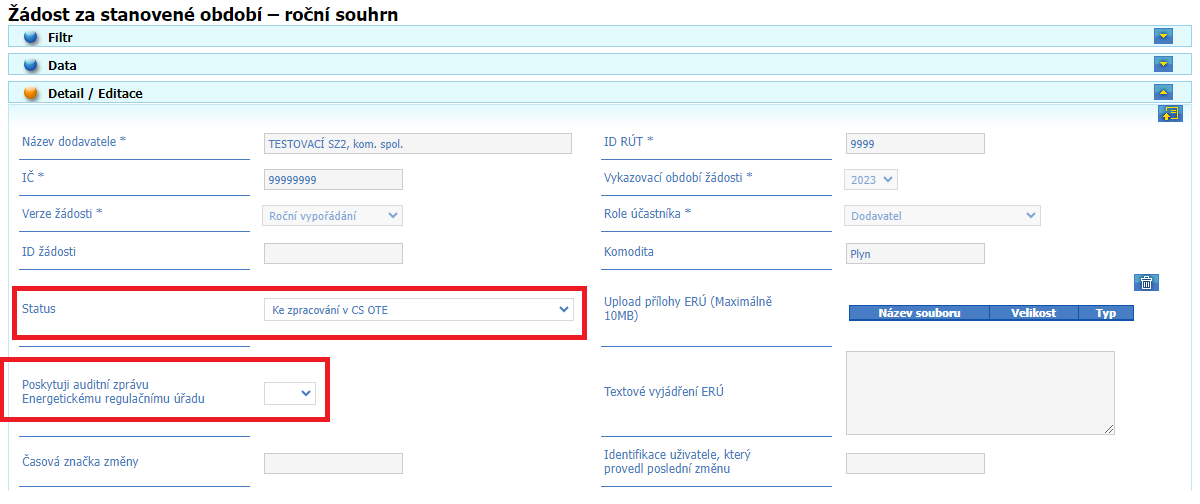 Žádost za stanovené období – roční souhrn
Filtr
Data
Detail / Editace
Název dodavatele *
TESTOVACÍ SZ2, kom. spol.
ID RÚT *
9999
IČ *
99999999
Vykazovací období žádosti *
2023
Verze žádosti *
Roční vypořádání
Role účastníka *
Dodavatel
ID žádosti
Komodita
Plyn
Status
Ke zpracování v CS OTE
Upload přílohy ERÚ (Maximálně
10MB)
Název souboru Velikost Typ
Poskytuji auditní zprávu
Energetickému regulačnímu úřadu
Textové vyjádření ERÚ
Časová značka změny
Identifikace uživatele, který
provedl poslední změnu